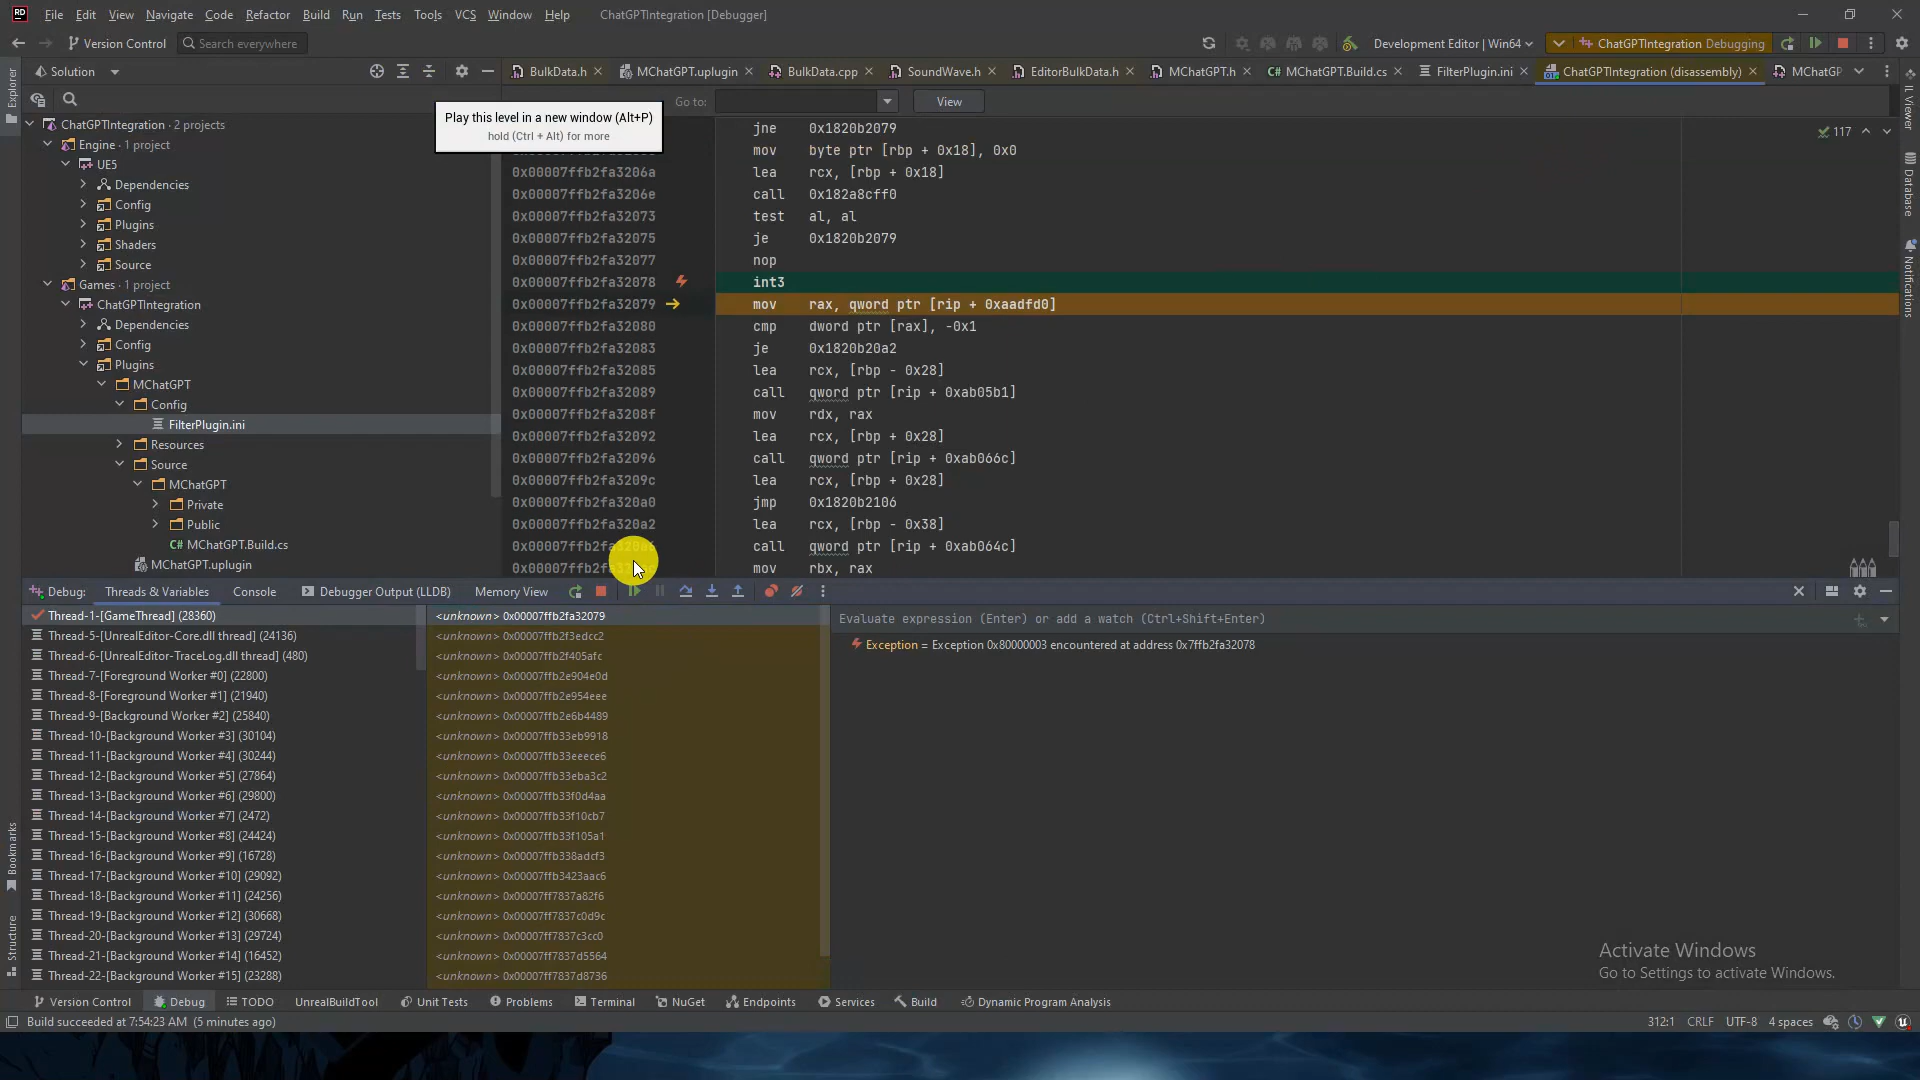 RD File Edit View Navigate Code Refactor Build Run Tests Tools VCS Window Help ChatGPTIntegration [Debugger]
Version Control Search everywhere Development Editor | Win64 ChatGPTIntegration Debugging
Explorer Solution BulkData.h MChatGPT.uplugin BulkData.cpp SoundWave.h EditorBulkData.h MChatGPT.h C# MChatGPT.Build.cs FilterPlugin.ini ChatGPTIntegration (disassembly) MChatGP
Go to: View
Play this level in a new window (Alt+P)
hold (Ctrl + Alt) for more
117
IL Viewer
Database
Notifications
ChatGPTIntegration · 2 projects
Engine · 1 project
UE5
Dependencies
Config
Plugins
Shaders
Source
Games · 1 project
ChatGPTIntegration
Dependencies
Config
Plugins
MChatGPT
Config
FilterPlugin.ini
Resources
Source
MChatGPT
Private
Public
C# MChatGPT.Build.cs
MChatGPT.uplugin
jne 0x1820b2079
mov byte ptr [rbp + 0x18], 0x0
0x00007ffb2fa3206a lea rcx, [rbp + 0x18]
0x00007ffb2fa3206e call 0x182a8cff0
0x00007ffb2fa32073 test al, al
0x00007ffb2fa32075 je 0x1820b2079
0x00007ffb2fa32077 nop
0x00007ffb2fa32078 int3
0x00007ffb2fa32079 mov rax, qword ptr [rip + 0xaadfd0]
0x00007ffb2fa32080 cmp dword ptr [rax], -0x1
0x00007ffb2fa32083 je 0x1820b20a2
0x00007ffb2fa32085 lea rcx, [rbp - 0x28]
0x00007ffb2fa32089 call qword ptr [rip + 0xab05b1]
0x00007ffb2fa3208f mov rdx, rax
0x00007ffb2fa32092 lea rcx, [rbp + 0x28]
0x00007ffb2fa32096 call qword ptr [rip + 0xab066c]
0x00007ffb2fa3209c lea rcx, [rbp + 0x28]
0x00007ffb2fa320a0 jmp 0x1820b2106
0x00007ffb2fa320a2 lea rcx, [rbp - 0x38]
0x00007ffb2fa320a6 call qword ptr [rip + 0xab064c]
mov rbx, rax
Debug: Threads & Variables Console Debugger Output (LLDB) Memory View
Thread-1-[GameThread] (28360)
Thread-5-[UnrealEditor-Core.dll thread] (24136)
Thread-6-[UnrealEditor-TraceLog.dll thread] (480)
Thread-7-[Foreground Worker #0] (22800)
Thread-8-[Foreground Worker #1] (21940)
Thread-9-[Background Worker #2] (25840)
Thread-10-[Background Worker #3] (30104)
Thread-11-[Background Worker #4] (30244)
Thread-12-[Background Worker #5] (27864)
Thread-13-[Background Worker #6] (29800)
Thread-14-[Background Worker #7] (2472)
Thread-15-[Background Worker #8] (24424)
Thread-16-[Background Worker #9] (16728)
Thread-17-[Background Worker #10] (29092)
Thread-18-[Background Worker #11] (24256)
Thread-19-[Background Worker #12] (30668)
Thread-20-[Background Worker #13] (29724)
Thread-21-[Background Worker #14] (16452)
Thread-22-[Background Worker #15] (23288)
<unknown> 0x00007ffb2fa32079
<unknown> 0x00007ffb2f3edcc2
<unknown> 0x00007ffb2f405afc
<unknown> 0x00007ffb2e904e0d
<unknown> 0x00007ffb2e954eee
<unknown> 0x00007ffb2e6b4489
<unknown> 0x00007ffb33eb9918
<unknown> 0x00007ffb33eeece6
<unknown> 0x00007ffb33eba3c2
<unknown> 0x00007ffb33f0d4aa
<unknown> 0x00007ffb33f10cb7
<unknown> 0x00007ffb33f105a1
<unknown> 0x00007ffb338adcf3
<unknown> 0x00007ffb3423aac6
<unknown> 0x00007ff7837a82f6
<unknown> 0x00007ff7837c0d9c
<unknown> 0x00007ff7837c3cc0
<unknown> 0x00007ff7837d5564
<unknown> 0x00007ff7837d8736
Evaluate expression (Enter) or add a watch (Ctrl+Shift+Enter)
Exception = Exception 0x80000003 encountered at address 0x7ffb2fa32078
Bookmarks
Structure
Activate Windows
Go to Settings to activate Windows.
Version Control Debug TODO UnrealBuildTool Unit Tests Problems Terminal NuGet Endpoints Services Build Dynamic Program Analysis
Build succeeded at 7:54:23 AM (5 minutes ago) 312:1 CRLF UTF-8 4 spaces